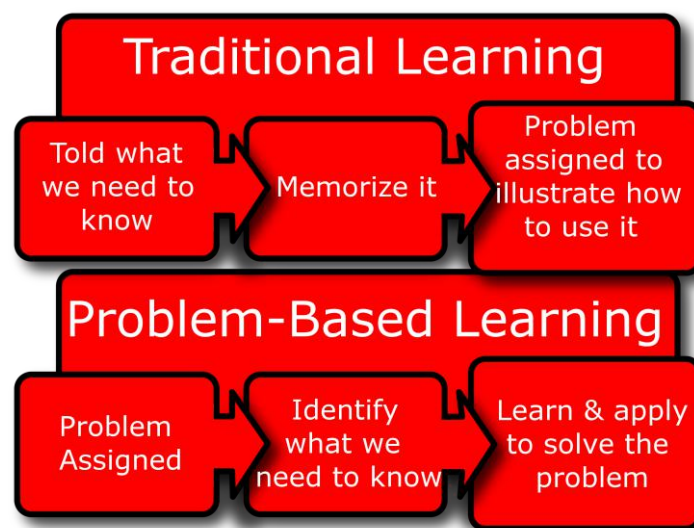 Traditional Learning
Told what
we need to
know
Memorize it
Problem
assigned to
illustrate how
to use it
Problem-Based Learning
Problem
Assigned
Identify
what we
need to know
Learn & apply
to solve the
problem